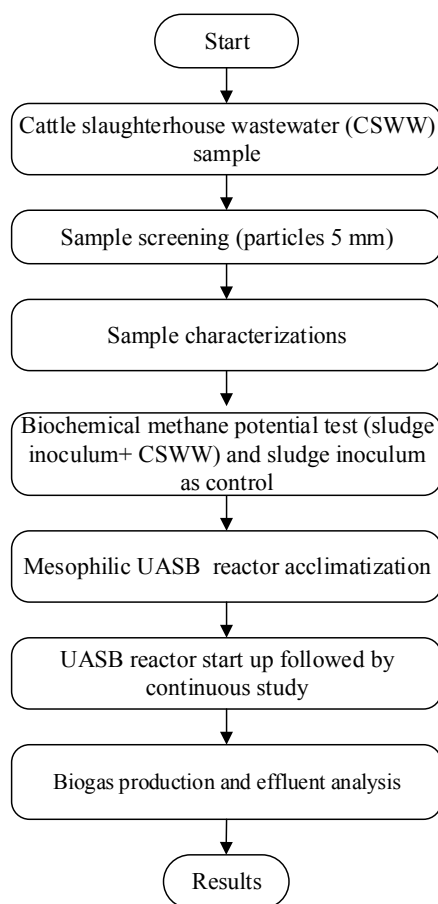 Start
Cattle slaughterhouse wastewater (CSWW)
sample
Sample screening (particles 5 mm)
Sample characterizations
Biochemical methane potential test (sludge
inoculum+ CSWW) and sludge inoculum
as control
Mesophilic UASB reactor acclimatization
UASB reactor start up followed by
continuous study
Biogas production and effluent analysis
Results